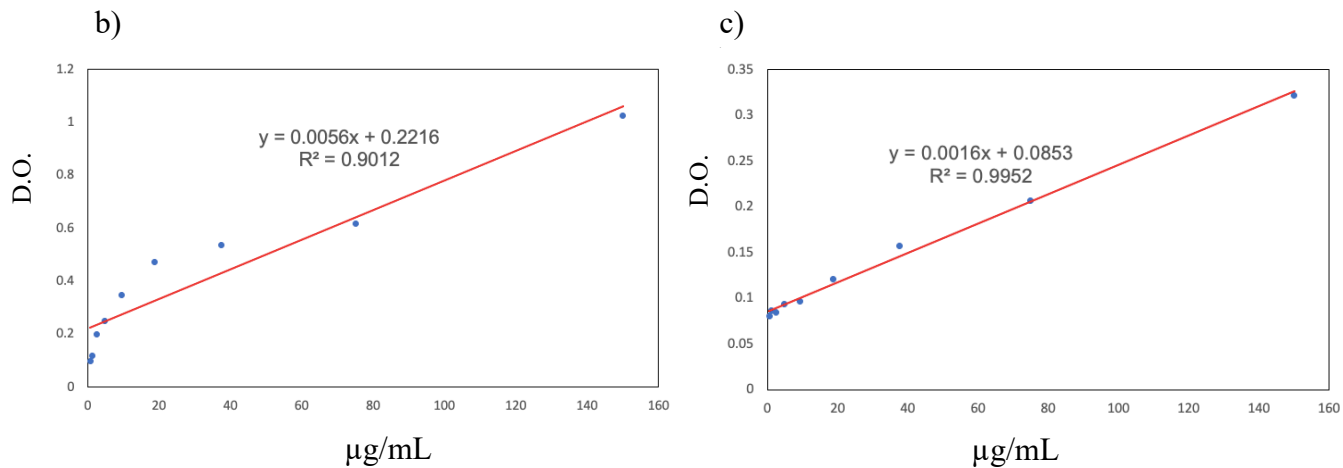 b)
1.2
1
0.8
0.6
0.4
0.2
0
D.O.
y = 0.0056x + 0.2216
R² = 0.9012
0 20 40 60 80 100 120 140 160
µg/mL
c)
0.35
0.3
0.25
0.2
0.15
0.1
0.05
0
D.O.
y = 0.0016x + 0.0853
R² = 0.9952
0 20 40 60 80 100 120 140 160
µg/mL